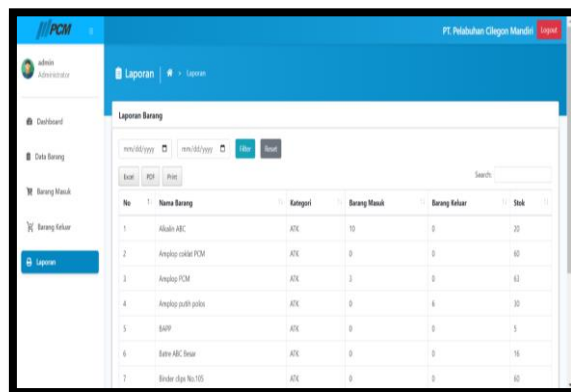 PCM
PT. Pelabuhan Cilegon Mandiri Logout
admin
Administrator
Laporan > Laporan
Dashboard
Data Barang
Barang Masuk
Barang Keluar
Laporan
Laporan Barang
mm/dd/yyyy mm/dd/yyyy Filter Reset
Excel PDF Print
Search:
No Nama Barang Kategori Barang Masuk Barang Keluar Stok
1 Alkalin ABC ATK 10 0 20
2 Amplop coklat PCM ATK 0 0 60
3 Amplop PCM ATK 3 0 63
4 Amplop putih polos ATK 0 6 30
5 BAPP ATK 0 0 5
6 Batre ABC Besar ATK 0 0 16
7 Binder clips No.105 ATK 0 0 60